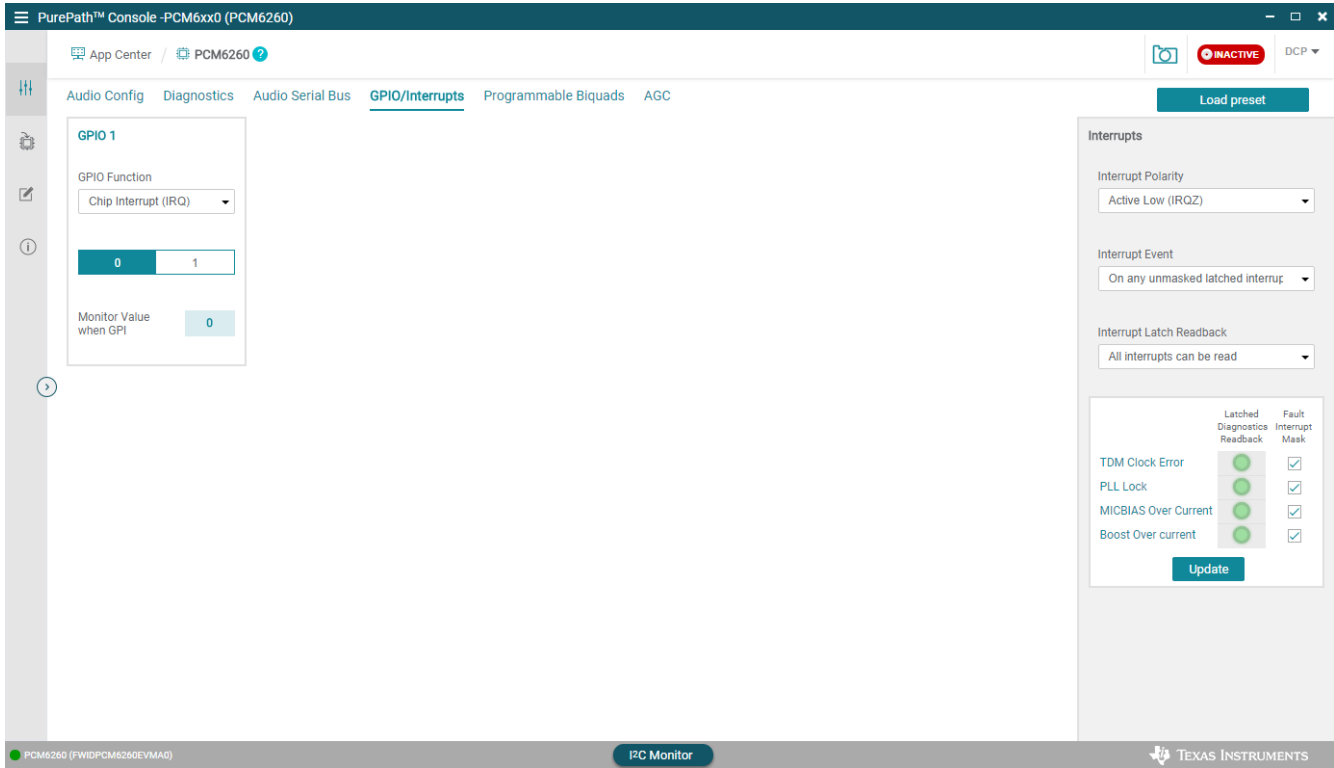 PurePath™ Console -PCM6xx0 (PCM6260)
App Center / PCM6260 ?
INACTIVE
DCP
Audio Config Diagnostics Audio Serial Bus GPIO/Interrupts Programmable Biquads AGC
Load preset
GPIO 1
GPIO Function
Chip Interrupt (IRQ)
0 1
Monitor Value
when GPI
0
Interrupts
Interrupt Polarity
Active Low (IRQZ)
Interrupt Event
On any unmasked latched interrup
Interrupt Latch Readback
All interrupts can be read
Latched
Diagnostics
Readback
Fault
Interrupt
Mask
TDM Clock Error
PLL Lock
MICBIAS Over Current
Boost Over current
Update
PCM6260 (FWIDPCM6260EVMA0)
I²C Monitor
TEXAS INSTRUMENTS